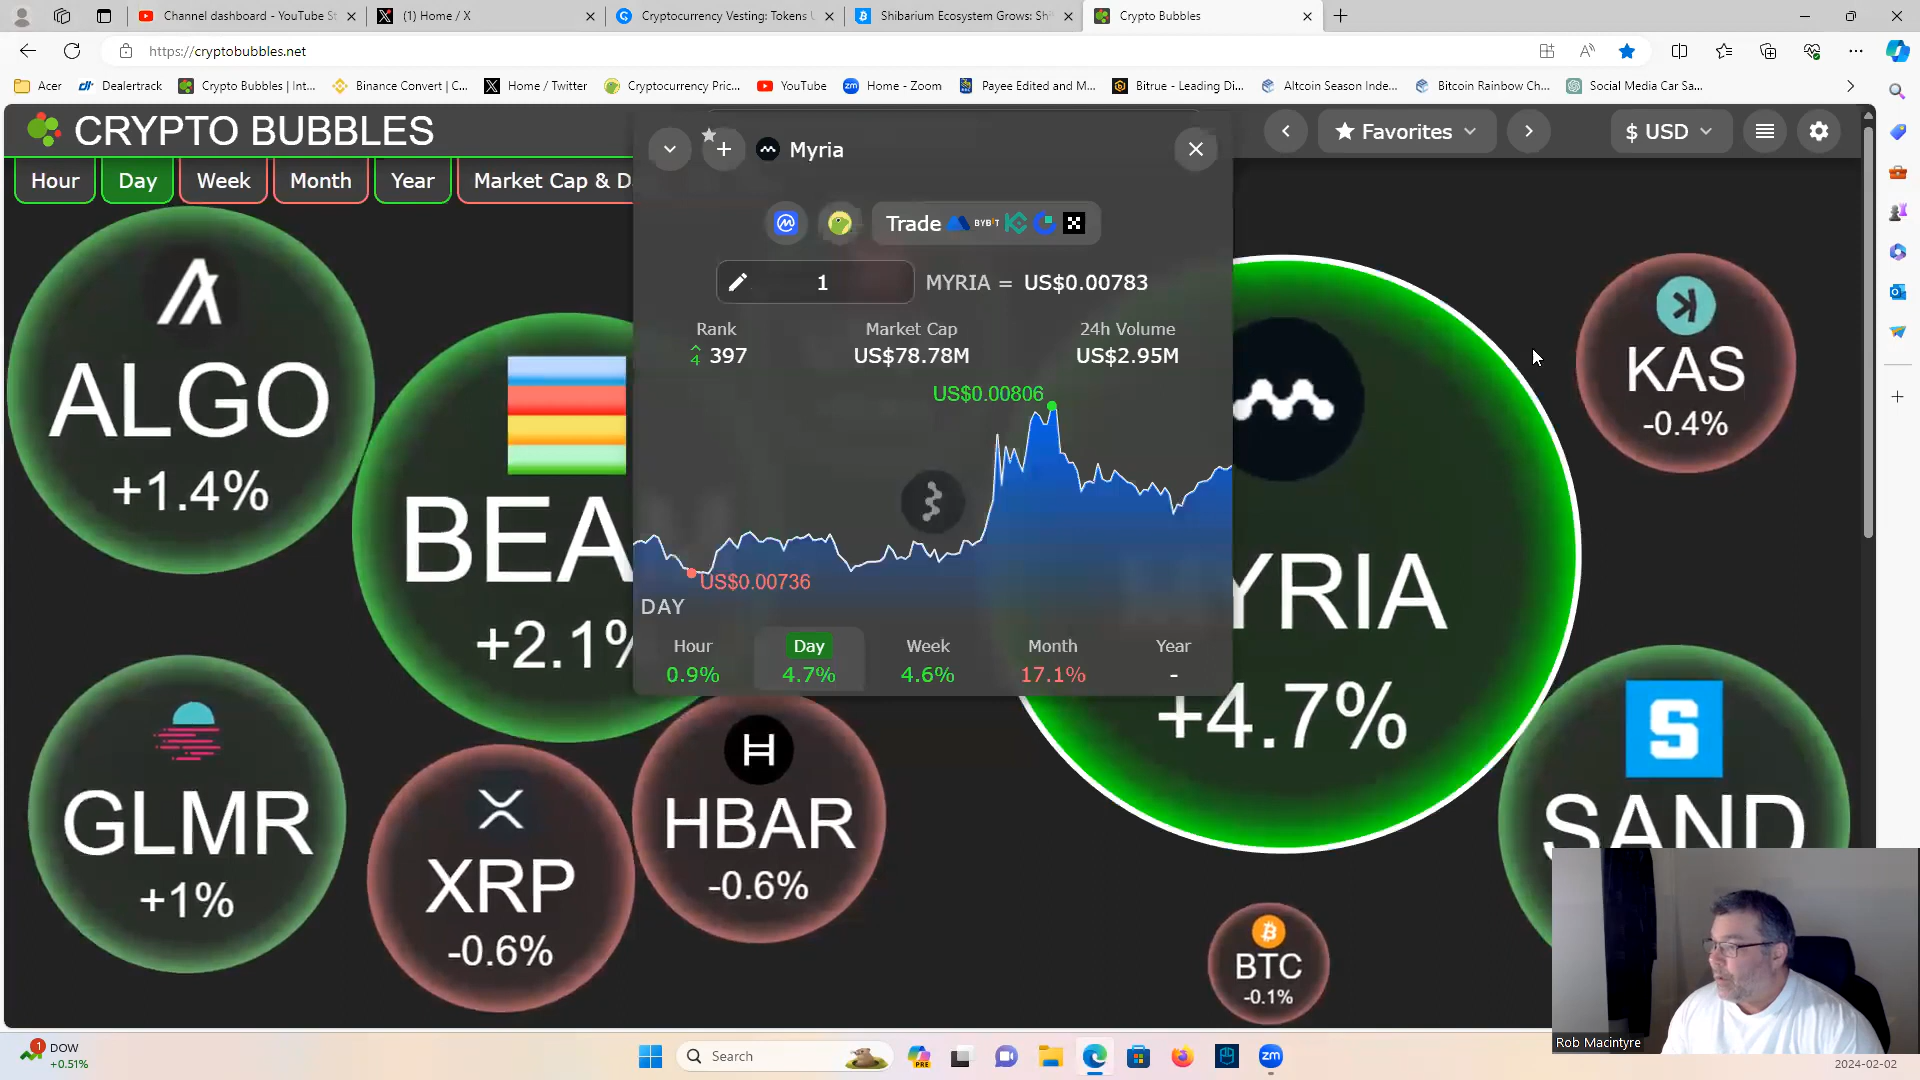 Channel dashboard - YouTube St
(1) Home / X
Cryptocurrency Vesting: Tokens U
Shibarium Ecosystem Grows: Shi
Crypto Bubbles
https://cryptobubbles.net
Acer
Dealertrack
Crypto Bubbles | Int...
Binance Convert | C...
Home / Twitter
Cryptocurrency Pric...
YouTube
Home - Zoom
Payee Edited and M...
Bitrue - Leading Di...
Altcoin Season Inde...
Bitcoin Rainbow Ch...
Social Media Car Sa...
CRYPTO BUBBLES
Myria
Favorites
$ USD
Hour
Day
Week
Month
Year
Market Cap & D
Trade
BYBIT
1
MYRIA = US$0.00783
Rank
Market Cap
24h Volume
4 397
US$78.78M
US$2.95M
US$0.00806
US$0.00736
DAY
Hour
Day
Week
Month
Year
0.9%
4.7%
4.6%
17.1%
-
ALGO
+1.4%
BEA
+2.1%
YRIA
+4.7%
KAS
-0.4%
GLMR
+1%
XRP
-0.6%
HBAR
-0.6%
BTC
-0.1%
S
SAND
Rob Macintyre
1
DOW
+0.51%
Search
PRE
zm
2024-02-02